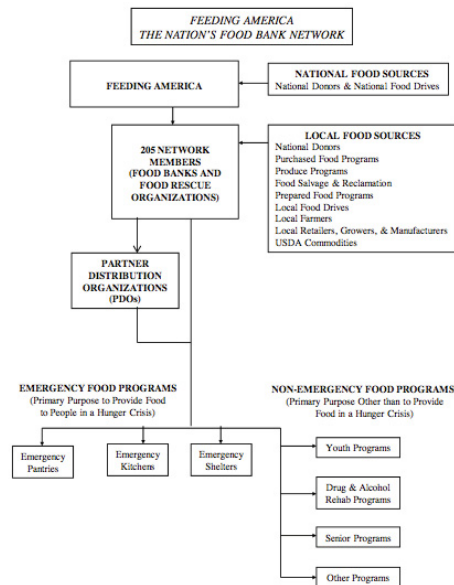 FEEDING AMERICA
THE NATION'S FOOD BANK NETWORK
FEEDING AMERICA
NATIONAL FOOD SOURCES
National Donors & National Food Drives
205 NETWORK
MEMBERS
(FOOD BANKS AND
FOOD RESCUE
ORGANIZATIONS)
LOCAL FOOD SOURCES
National Donors
Purchased Food Programs
Produce Programs
Food Salvage & Reclamation
Prepared Food Programs
Local Food Drives
Local Farmers
Local Retailers, Growers, & Manufacturers
USDA Commodities
PARTNER
DISTRIBUTION
ORGANIZATIONS
(PDOs)
EMERGENCY FOOD PROGRAMS
(Primary Purpose to Provide Food
to People in a Hunger Crisis)
NON-EMERGENCY FOOD PROGRAMS
(Primary Purpose Other than to Provide
Food in a Hunger Crisis)
Emergency
Pantries
Emergency
Kitchens
Emergency
Shelters
Youth Programs
Drug & Alcohol
Rehab Programs
Senior Programs
Other Programs